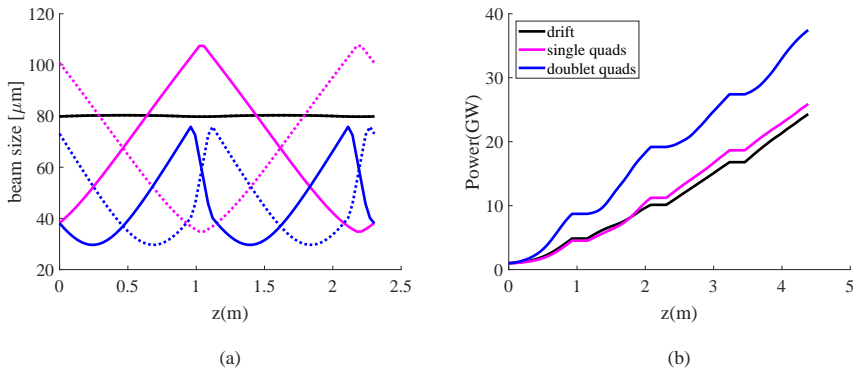 120
100
80
60
40
20
beam size [μm]
0
0.5
1
1.5
2
2.5
z(m)
(a)
drift
single quads
doublet quads
40
30
20
10
0
Power(GW)
0
1
2
3
4
5
z(m)
(b)